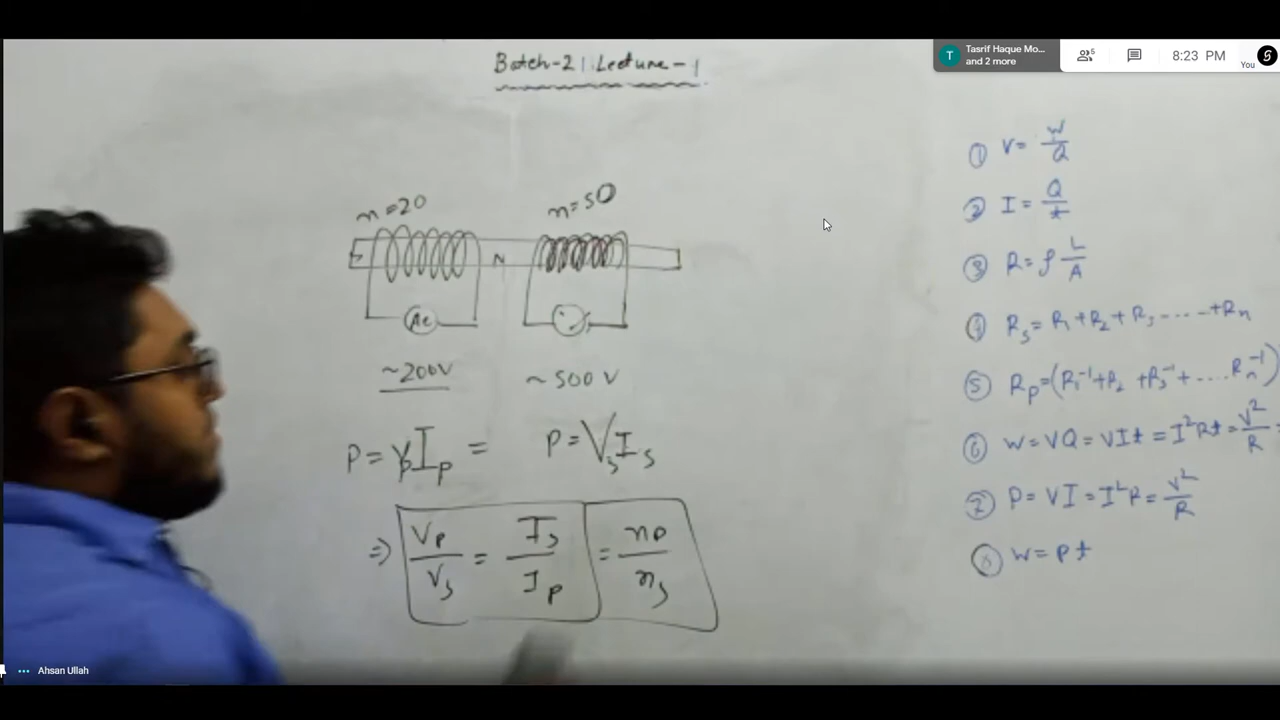 Batch-2 | Lecture-1
Tasrif Haque Mo...
and 2 more
T
5
8:23 PM
You
n=20
n=50
N
Ac
~200V
~500V
P=VpIp =
P=VsIs
⇒ Vp/Vs = Is/Ip = np/ns
① V= W/Q
② I= Q/t
③ R=ρ L/A
④ Rs=R1+R2+R3....+Rn
⑤ Rp=(R1^-1+R2 +R3^-1+....Rn^-1)
⑥ W=VQ=VIt=I²Rt=V²/R=
⑦ P=VI=I²R=V²/R
⑧ W=Pt
Ahsan Ullah